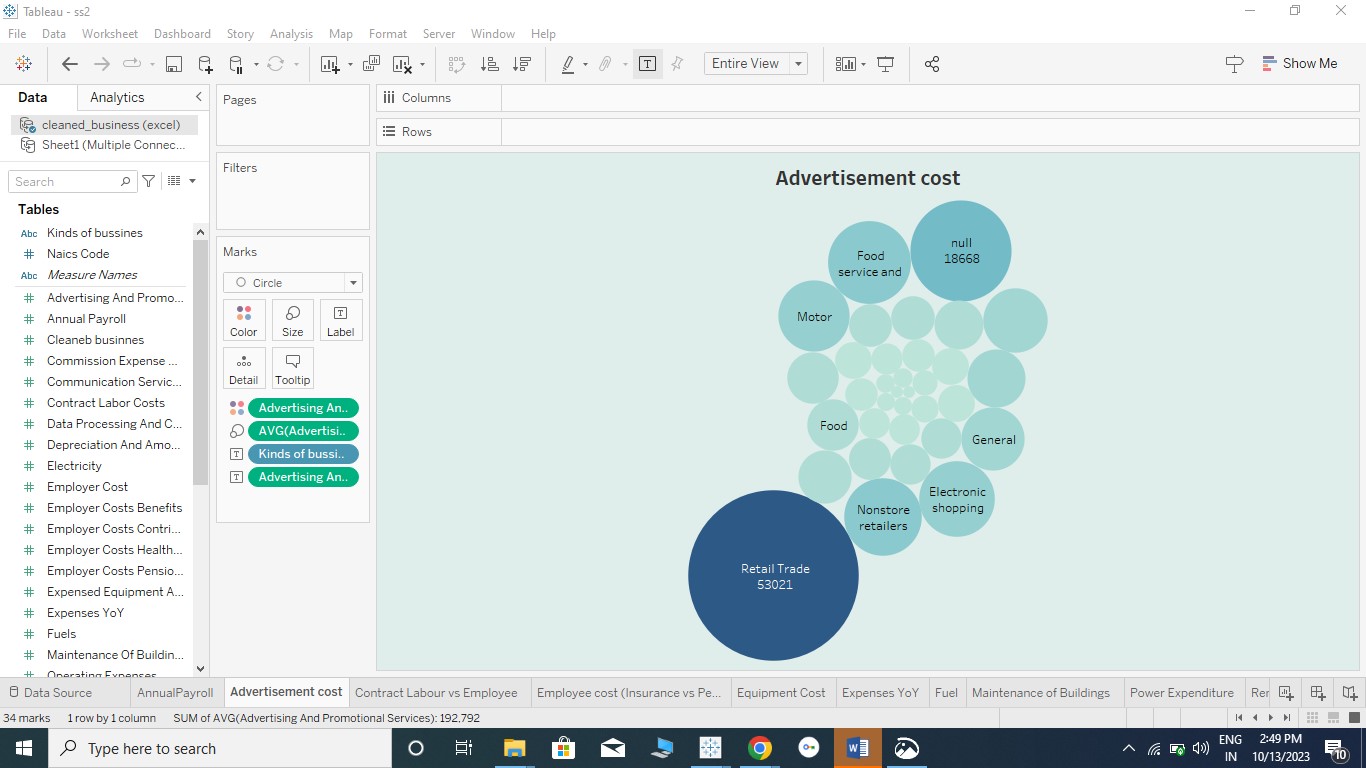 Tableau - ss2
File Data Worksheet Dashboard Story Analysis Map Format Server Window Help
Entire View
Show Me
Data Analytics
cleaned_business (excel)
Sheet1 (Multiple Connec...
Search
Tables
Abc Kinds of bussines
# Naics Code
Abc Measure Names
# Advertising And Promo...
# Annual Payroll
# Cleaneb businnes
# Commission Expense ...
# Communication Servic...
# Contract Labor Costs
# Data Processing And C...
# Depreciation And Amo...
# Electricity
# Employer Cost
# Employer Costs Benefits
# Employer Costs Contri...
# Employer Costs Health...
# Employer Costs Pensio...
# Expensed Equipment A...
# Expenses YoY
# Fuels
# Maintenance Of Buildin...
# Operating Expenses
Pages
Filters
Marks
Circle
Color Size Label
Detail Tooltip
Advertising An..
AVG(Advertisi..
Kinds of bussi..
Advertising An..
Columns
Rows
Advertisement cost
null
18668
Food
service and
Motor
Food
General
Electronic
shopping
Nonstore
retailers
Retail Trade
53021
Data Source AnnualPayroll Advertisement cost Contract Labour vs Employee Employee cost (Insurance vs Pe... Equipment Cost Expenses YoY Fuel Maintenance of Buildings Power Expenditure Rer
34 marks 1 row by 1 column SUM of AVG(Advertising And Promotional Services): 192,792
Type here to search
ENG
IN
2:49 PM
10/13/2023
10